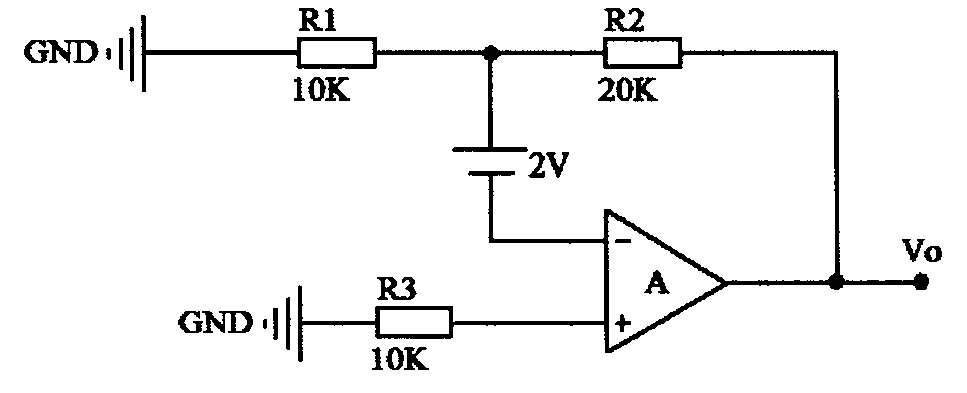 R1
R2
GND
10K
20K
2V
−
A
Vo
R3
GND
+
10K